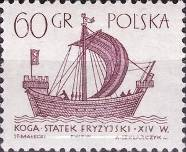 60 GR POLSKA
KOGA-STATEK FRYZYJSKI-XIV W.